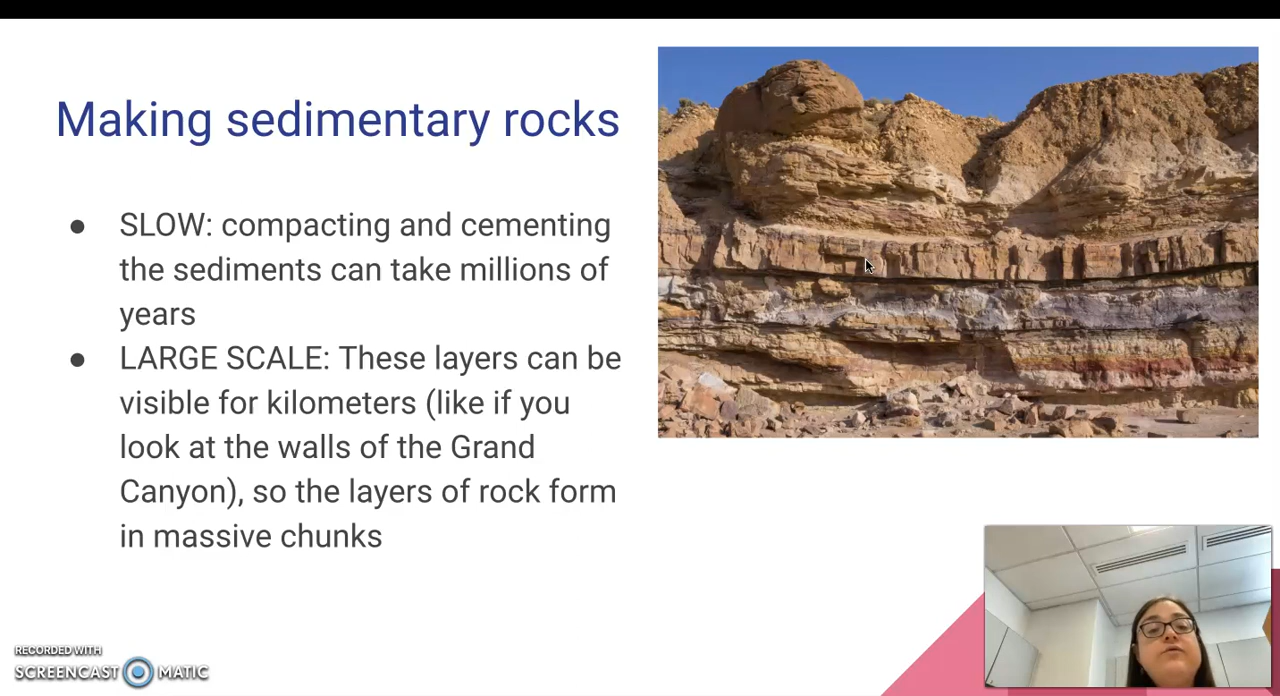 Making sedimentary rocks
● SLOW: compacting and cementing
the sediments can take millions of
years
● LARGE SCALE: These layers can be
visible for kilometers (like if you
look at the walls of the Grand
Canyon), so the layers of rock form
in massive chunks
RECORDED WITH
SCREENCAST MATIC